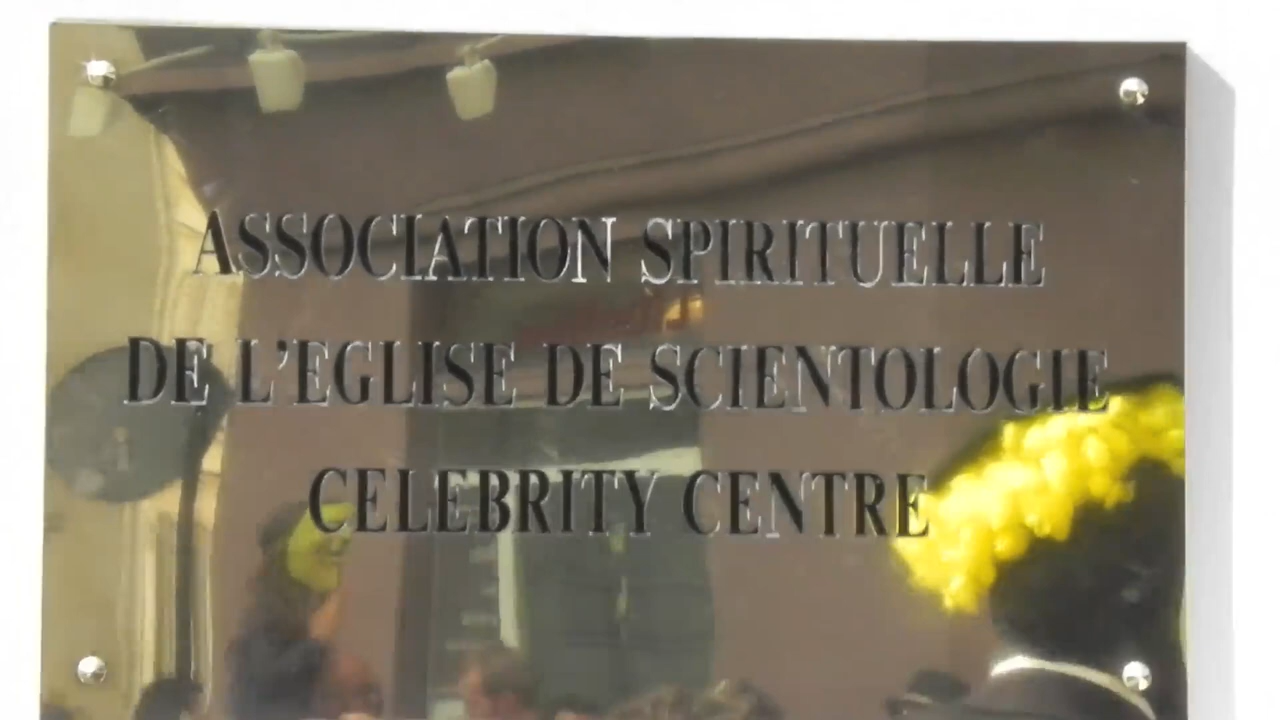 ASSOCIATION SPIRITUELLE
DE L'EGLISE DE SCIENTOLOGIE
CELEBRITY CENTRE